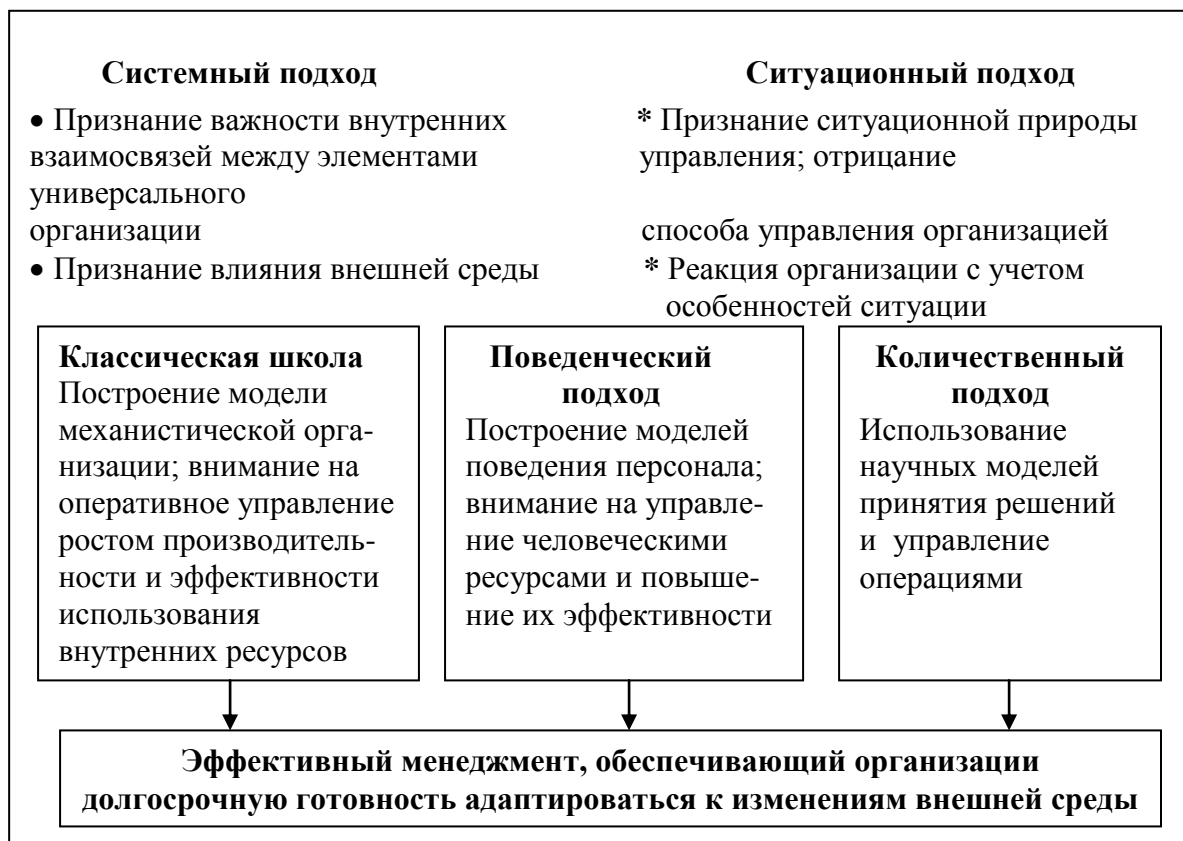 Системный подход
• Признание важности внутренних
взаимосвязей между элементами
универсального
организации
• Признание влияния внешней среды
Ситуационный подход
* Признание ситуационной природы
управления; отрицание
способа управления организацией
* Реакция организации с учетом
особенностей ситуации
Классическая школа
Построение модели
механистической орга-
низации; внимание на
оперативное управление
ростом производитель-
ности и эффективности
использования
внутренних ресурсов
Поведенческий
подход
Построение моделей
поведения персонала;
внимание на управле-
ние человеческими
ресурсами и повыше-
ние их эффективности
Количественный
подход
Использование
научных моделей
принятия решений
и управление
операциями
Эффективный менеджмент, обеспечивающий организации
долгосрочную готовность адаптироваться к изменениям внешней среды